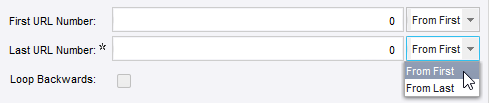 First URL Number: 0 From First
Last URL Number: * 0 From First
From First
Loop Backwards: From Last